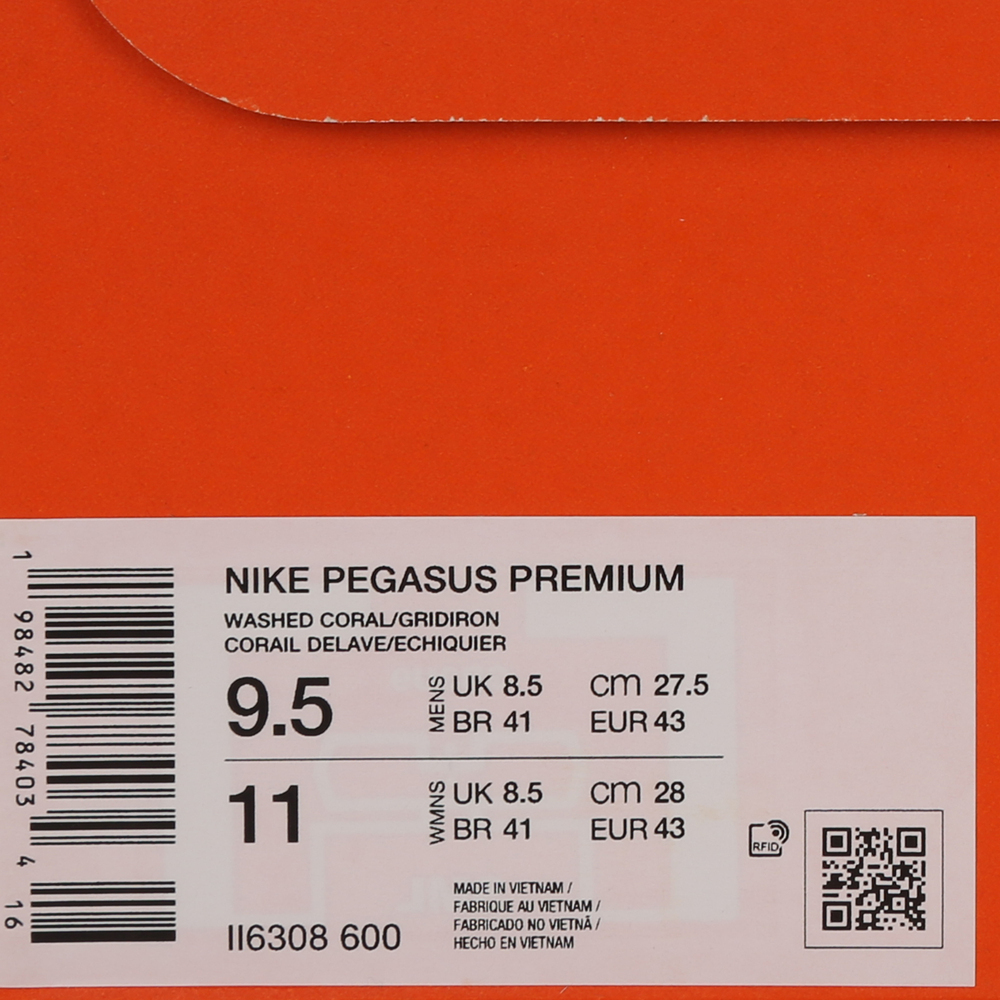 NIKE PEGASUS PREMIUM
WASHED CORAL/GRIDIRON
CORAIL DELAVE/ECHIQUIER
9.5 MENS UK 8.5 CM 27.5
BR 41 EUR 43
11 WMNS UK 8.5 CM 28
BR 41 EUR 43
II6308 600
MADE IN VIETNAM /
FABRIQUE AU VIETNAM /
FABRICADO NO VIETNÃ /
HECHO EN VIETNAM
RFID
1 98482 78403 4 16